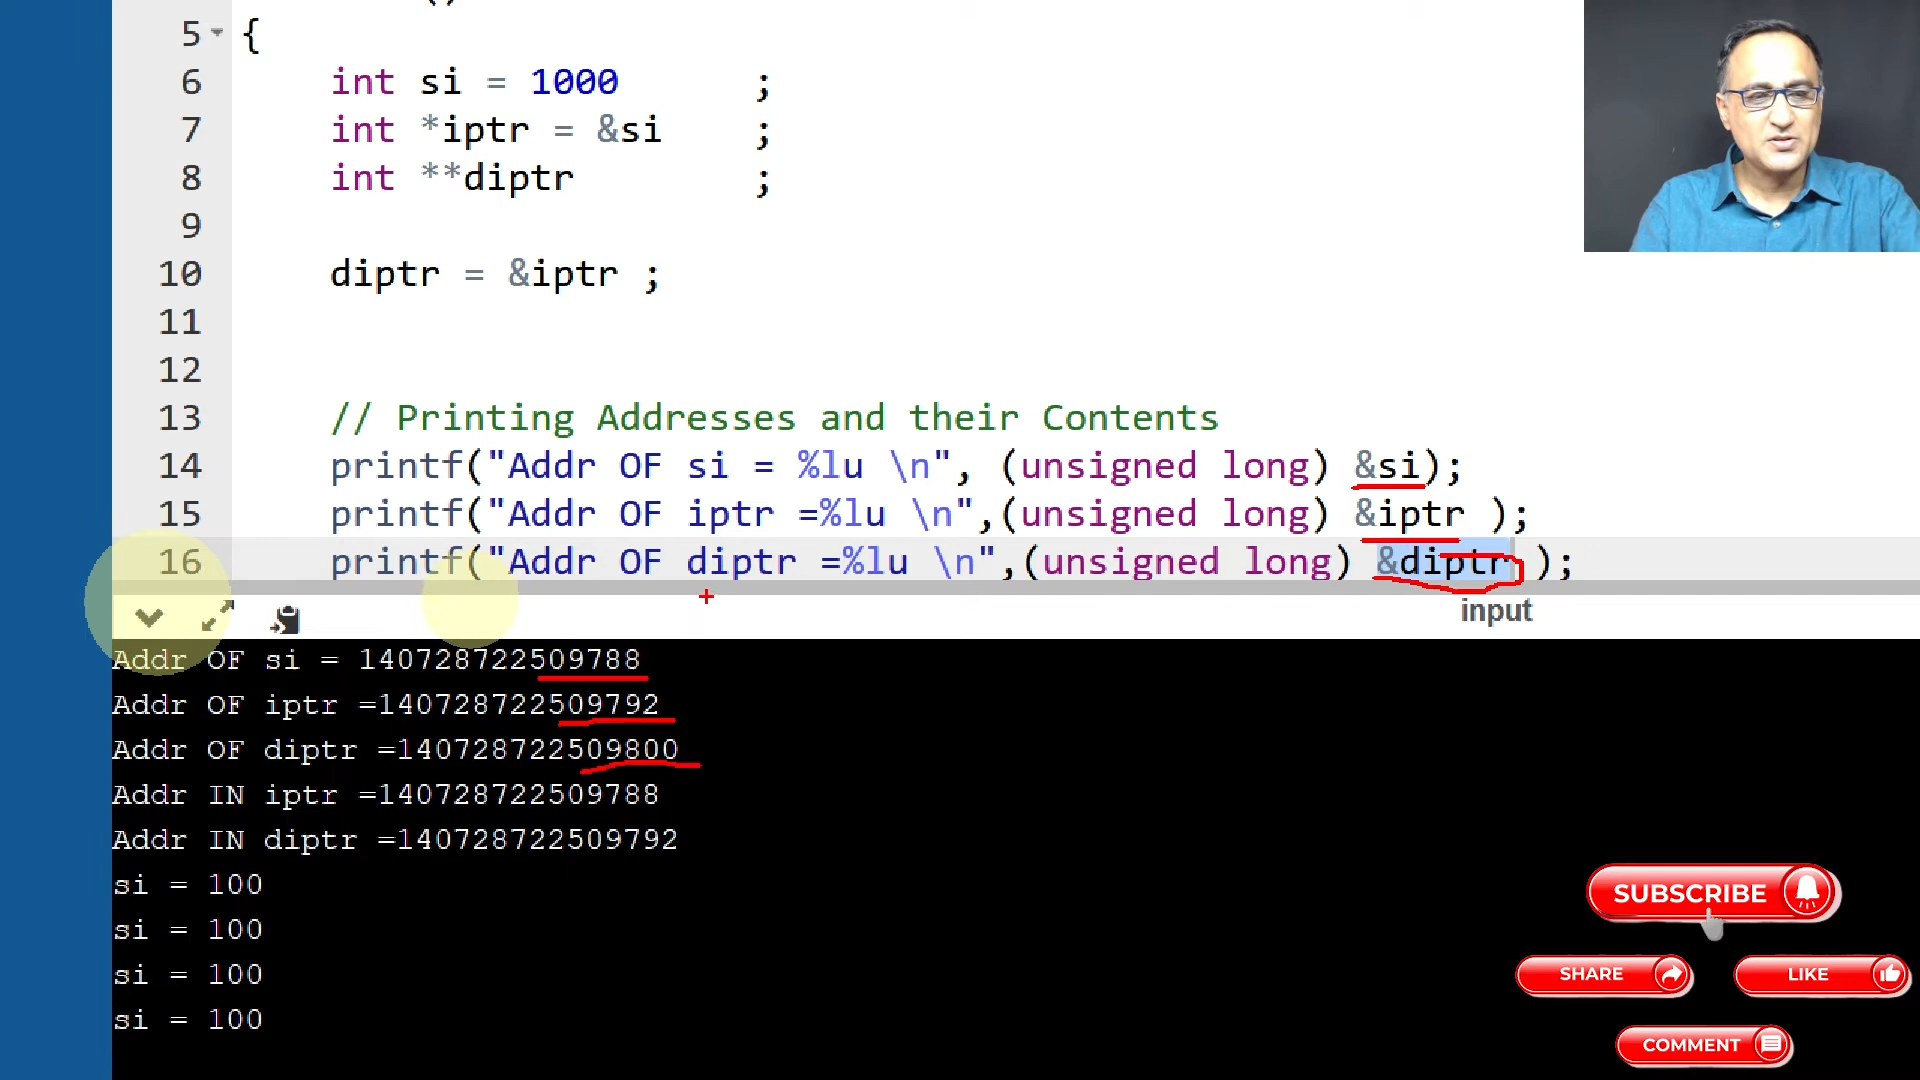 5 {
6 int si = 1000 ;
7 int *iptr = &si ;
8 int **diptr ;
9
10 diptr = &iptr ;
11
12
13 // Printing Addresses and their Contents
14 printf("Addr OF si = %lu \n", (unsigned long) &si);
15 printf("Addr OF iptr =%lu \n",(unsigned long) &iptr );
16 printf("Addr OF diptr =%lu \n",(unsigned long) &diptr );
input
Addr OF si = 140728722509788
Addr OF iptr =140728722509792
Addr OF diptr =140728722509800
Addr IN iptr =140728722509788
Addr IN diptr =140728722509792
si = 100
si = 100
si = 100
si = 100
SUBSCRIBE
SHARE
LIKE
COMMENT